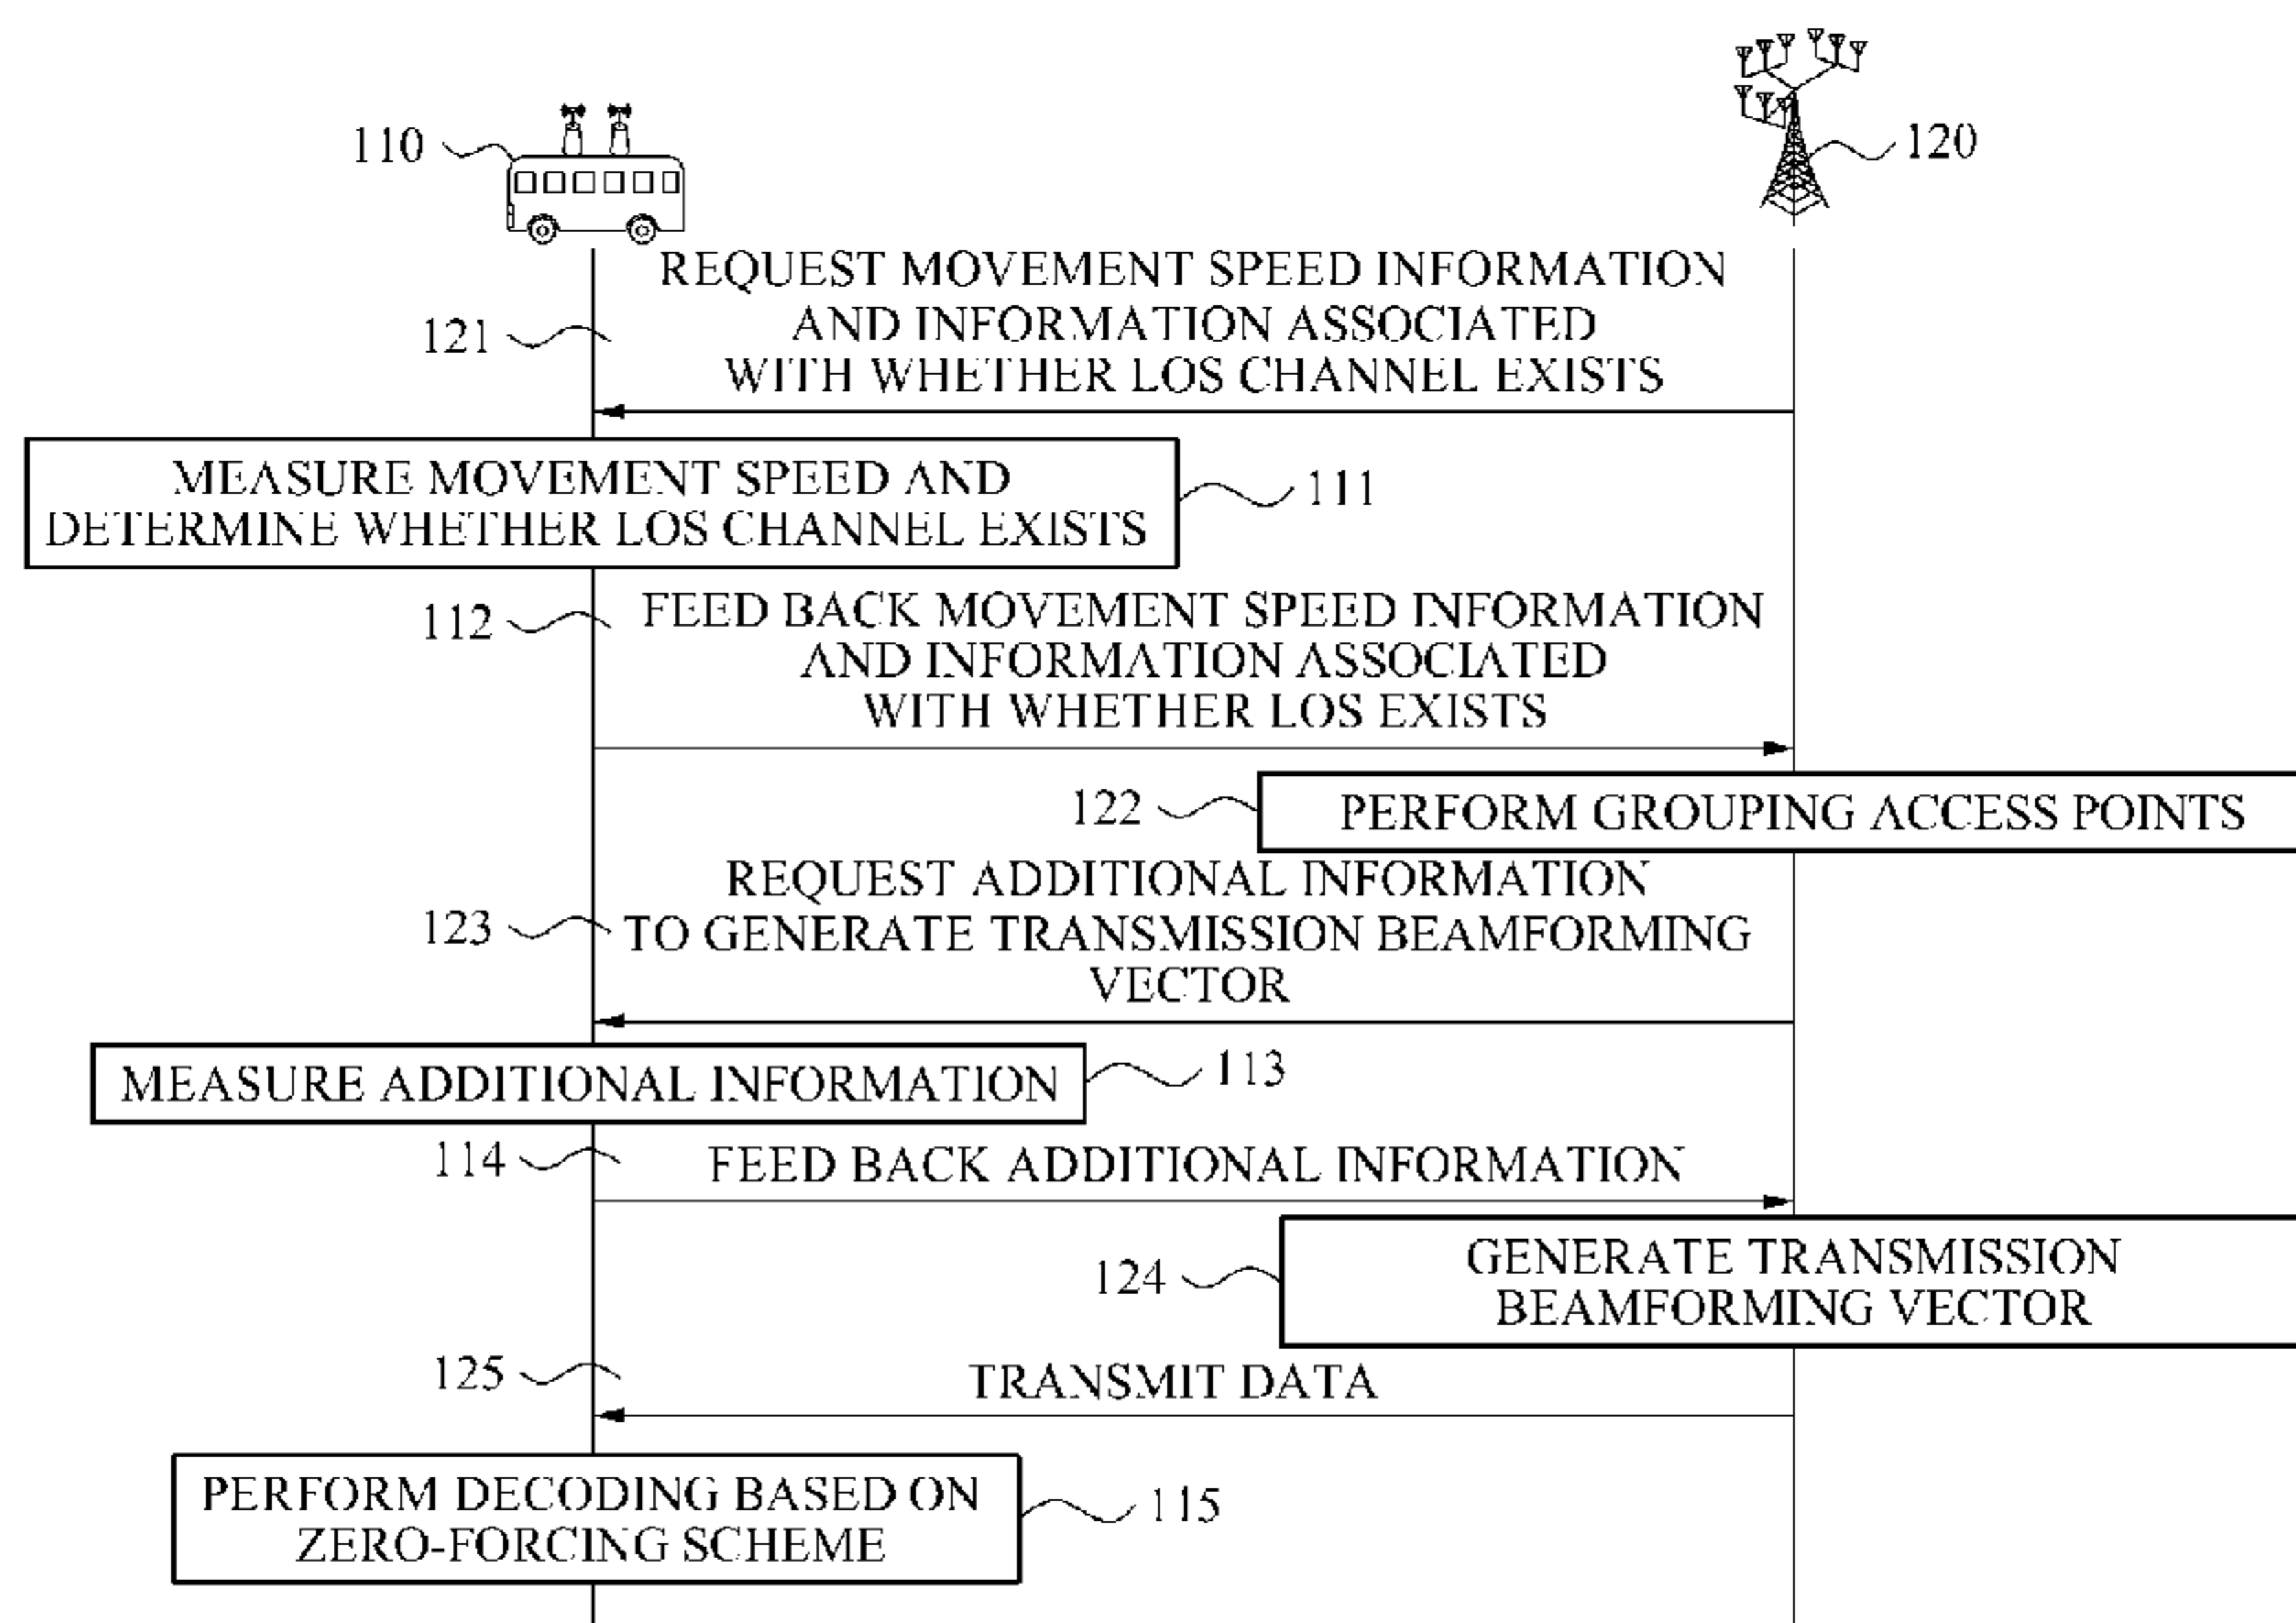 110
120
REQUEST MOVEMENT SPEED INFORMATION
AND INFORMATION ASSOCIATED
WITH WHETHER LOS CHANNEL EXISTS
121
MEASURE MOVEMENT SPEED AND
DETERMINE WHETHER LOS CHANNEL EXISTS
111
112
FEED BACK MOVEMENT SPEED INFORMATION
AND INFORMATION ASSOCIATED
WITH WHETHER LOS EXISTS
122
PERFORM GROUPING ACCESS POINTS
REQUEST ADDITIONAL INFORMATION
123
TO GENERATE TRANSMISSION BEAMFORMING
VECTOR
MEASURE ADDITIONAL INFORMATION
113
114
FEED BACK ADDITIONAL INFORMATION
124
GENERATE TRANSMISSION
BEAMFORMING VECTOR
125
TRANSMIT DATA
PERFORM DECODING BASED ON
ZERO-FORCING SCHEME
115